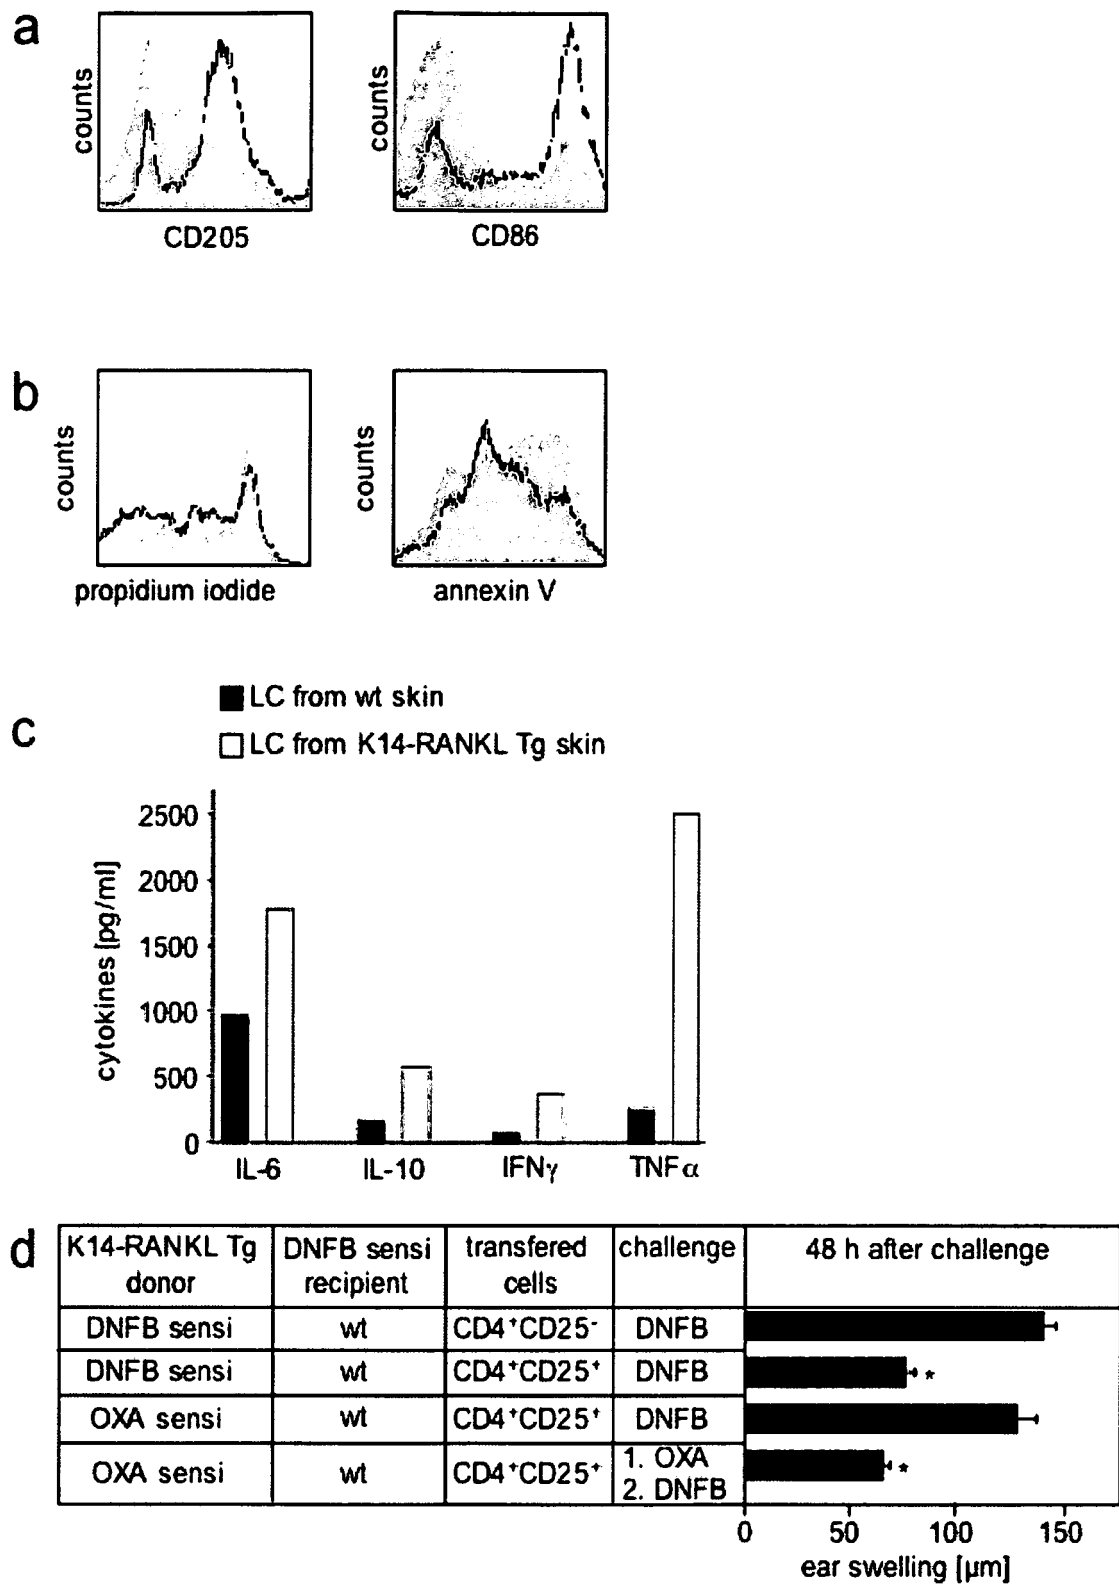 a
counts
counts
CD205
CD86
b
counts
counts
propidium iodide
annexin V
c
LC from wt skin
LC from K14-RANKL Tg skin
cytokines [pg/ml]
2500
2000
1500
1000
500
0
IL-6
IL-10
IFNγ
TNFα
d
K14-RANKL Tg donor
DNFB sensi recipient
transfered cells
challenge
48 h after challenge
DNFB sensi
wt
CD4⁺CD25⁻
DNFB
DNFB sensi
wt
CD4⁺CD25⁺
DNFB
*
OXA sensi
wt
CD4⁺CD25⁺
DNFB
OXA sensi
wt
CD4⁺CD25⁺
1. OXA
2. DNFB
*
0
50
100
150
ear swelling [μm]